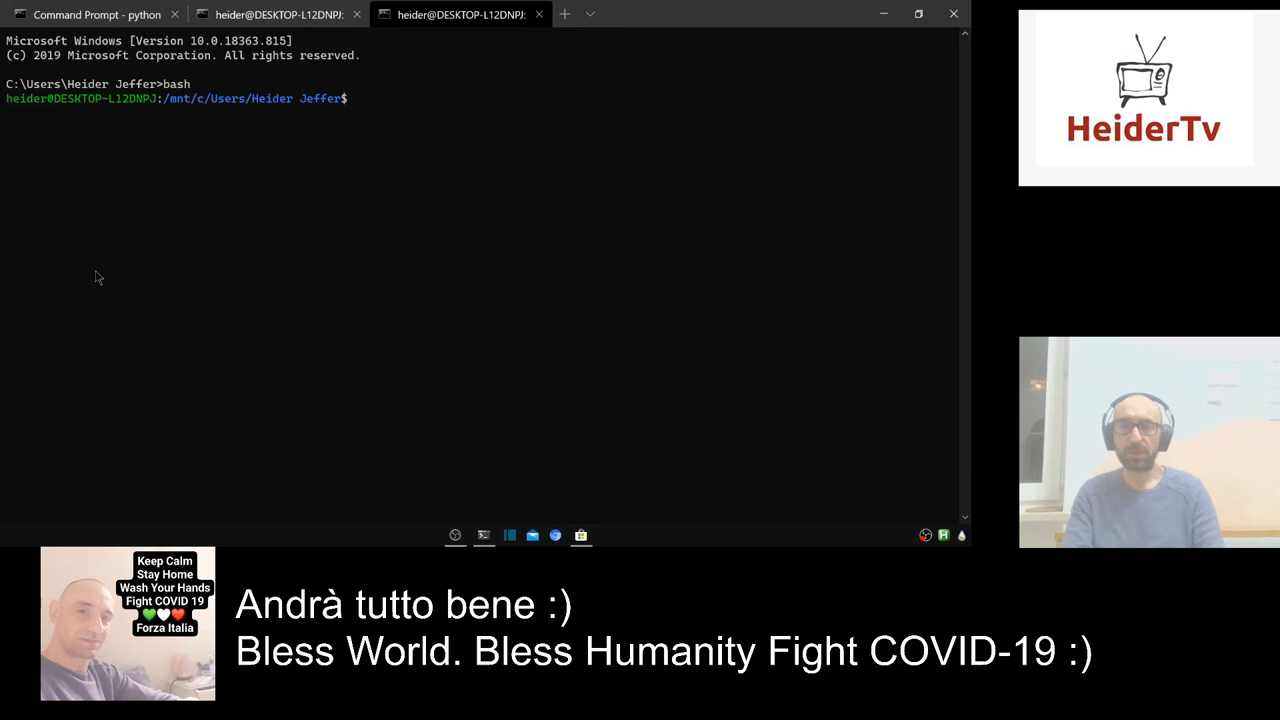 Command Prompt - python
heider@DESKTOP-L12DNPJ:
heider@DESKTOP-L12DNPJ:
Microsoft Windows [Version 10.0.18363.815]
(c) 2019 Microsoft Corporation. All rights reserved.
C:\Users\Heider Jeffer>bash
heider@DESKTOP-L12DNPJ:/mnt/c/Users/Heider Jeffer$
HeiderTv
Keep Calm
Stay Home
Wash Your Hands
Fight COVID 19
💚🤍❤️
Forza Italia
Andrà tutto bene :)
Bless World. Bless Humanity Fight COVID-19 :)